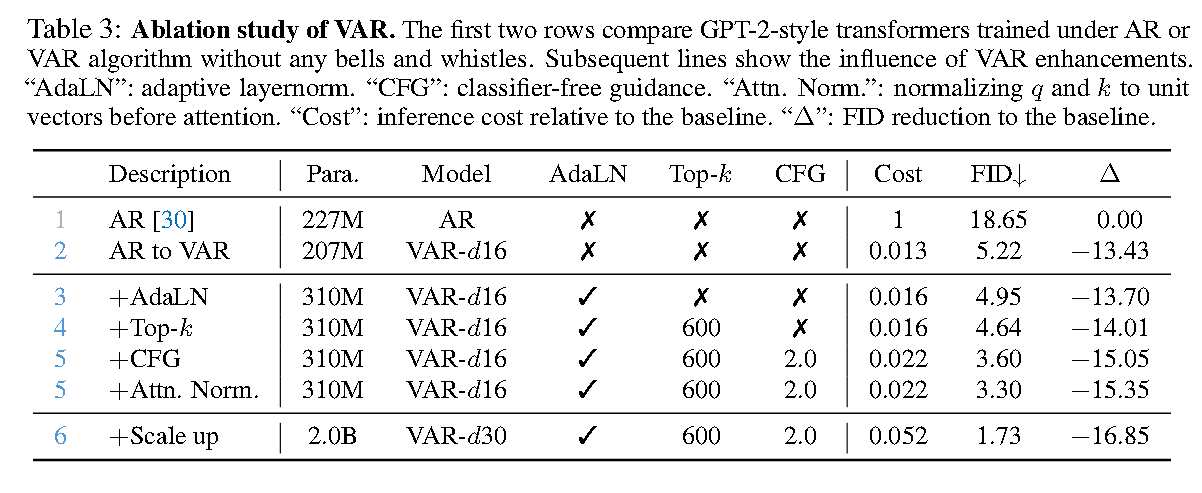 Table 3: Ablation study of VAR. The first two rows compare GPT-2-style transformers trained under AR or
VAR algorithm without any bells and whistles. Subsequent lines show the influence of VAR enhancements.
“AdaLN”: adaptive layernorm. “CFG”: classifier-free guidance. “Attn. Norm.”: normalizing q and k to unit
vectors before attention. “Cost”: inference cost relative to the baseline. “Δ”: FID reduction to the baseline.
Description Para. Model AdaLN Top-k CFG Cost FID↓ Δ
1 AR [30] 227M AR ✗ ✗ ✗ 1 18.65 0.00
2 AR to VAR 207M VAR-d16 ✗ ✗ ✗ 0.013 5.22 −13.43
3 +AdaLN 310M VAR-d16 ✓ ✗ ✗ 0.016 4.95 −13.70
4 +Top-k 310M VAR-d16 ✓ 600 ✗ 0.016 4.64 −14.01
5 +CFG 310M VAR-d16 ✓ 600 2.0 0.022 3.60 −15.05
5 +Attn. Norm. 310M VAR-d16 ✓ 600 2.0 0.022 3.30 −15.35
6 +Scale up 2.0B VAR-d30 ✓ 600 2.0 0.052 1.73 −16.85